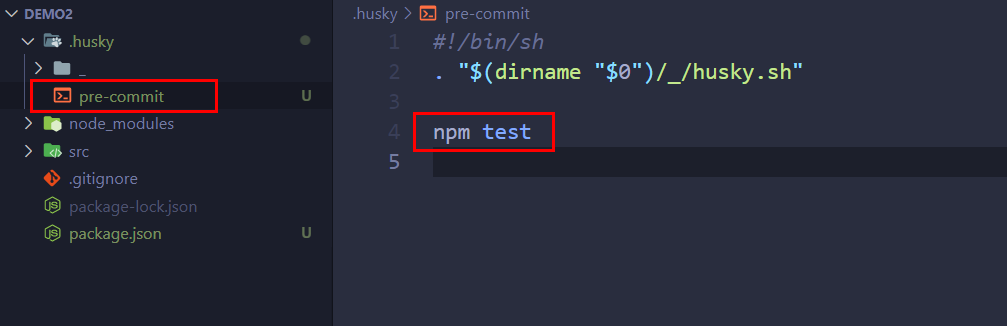 DEMO2
.husky
_
pre-commit
U
node_modules
src
.gitignore
package-lock.json
package.json
U
.husky > pre-commit
1 #!/bin/sh
2 . "$(dirname "$0")/_/husky.sh"
3
4 npm test
5